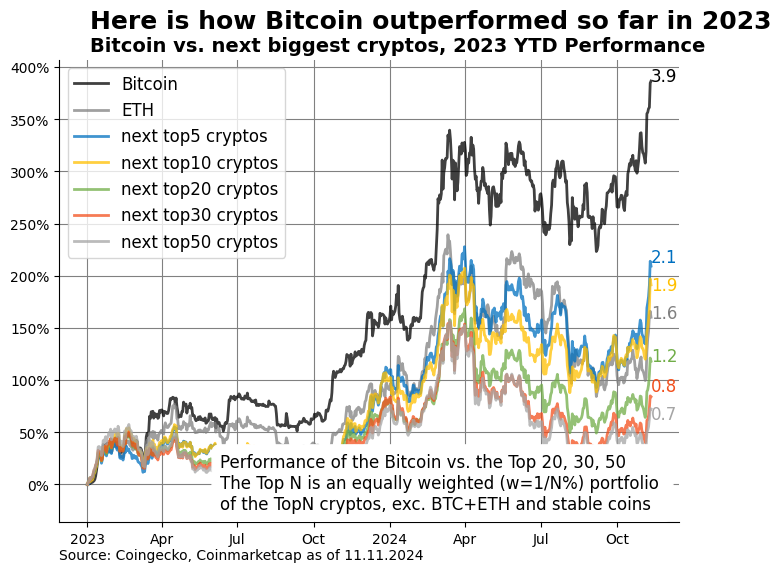 Here is how Bitcoin outperformed so far in 2023
Bitcoin vs. next biggest cryptos, 2023 YTD Performance
400%
350%
300%
250%
200%
150%
100%
50%
0%
Bitcoin
ETH
next top5 cryptos
next top10 cryptos
next top20 cryptos
next top30 cryptos
next top50 cryptos
3.9
2.1
1.9
1.6
1.2
0.8
0.7
Performance of the Bitcoin vs. the Top 20, 30, 50
The Top N is an equally weighted (w=1/N%) portfolio
of the TopN cryptos, exc. BTC+ETH and stable coins
2023 Apr Jul Oct 2024 Apr Jul Oct
Source: Coingecko, Coinmarketcap as of 11.11.2024